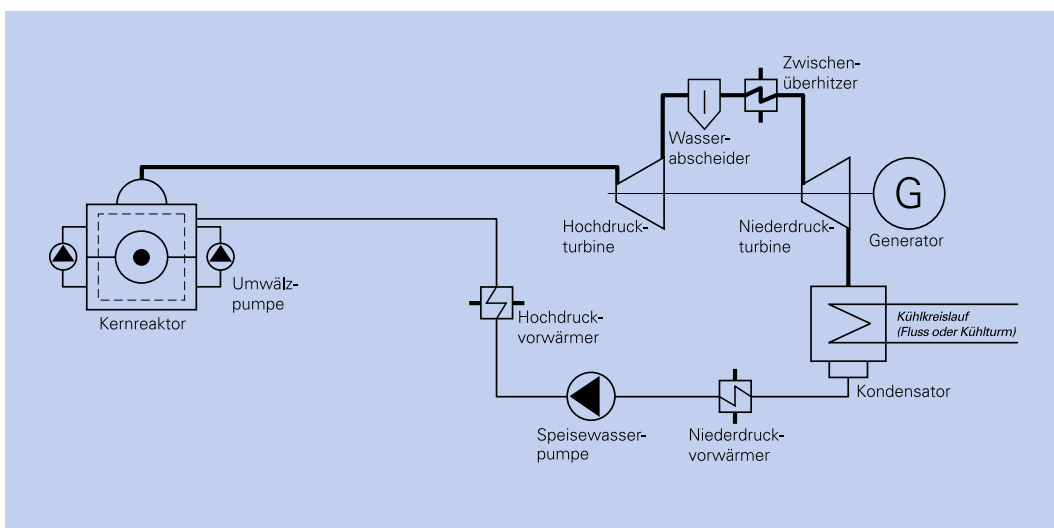 Zwischen-
überhitzer
Wasser-
abscheider
G
Hochdruck-
turbine
Niederdruck-
turbine
Generator
Umwälz-
pumpe
Kernreaktor
Hochdruck-
vorwärmer
Kühlkreislauf
(Fluss oder Kühlturm)
Kondensator
Speisewasser-
pumpe
Niederdruck-
vorwärmer